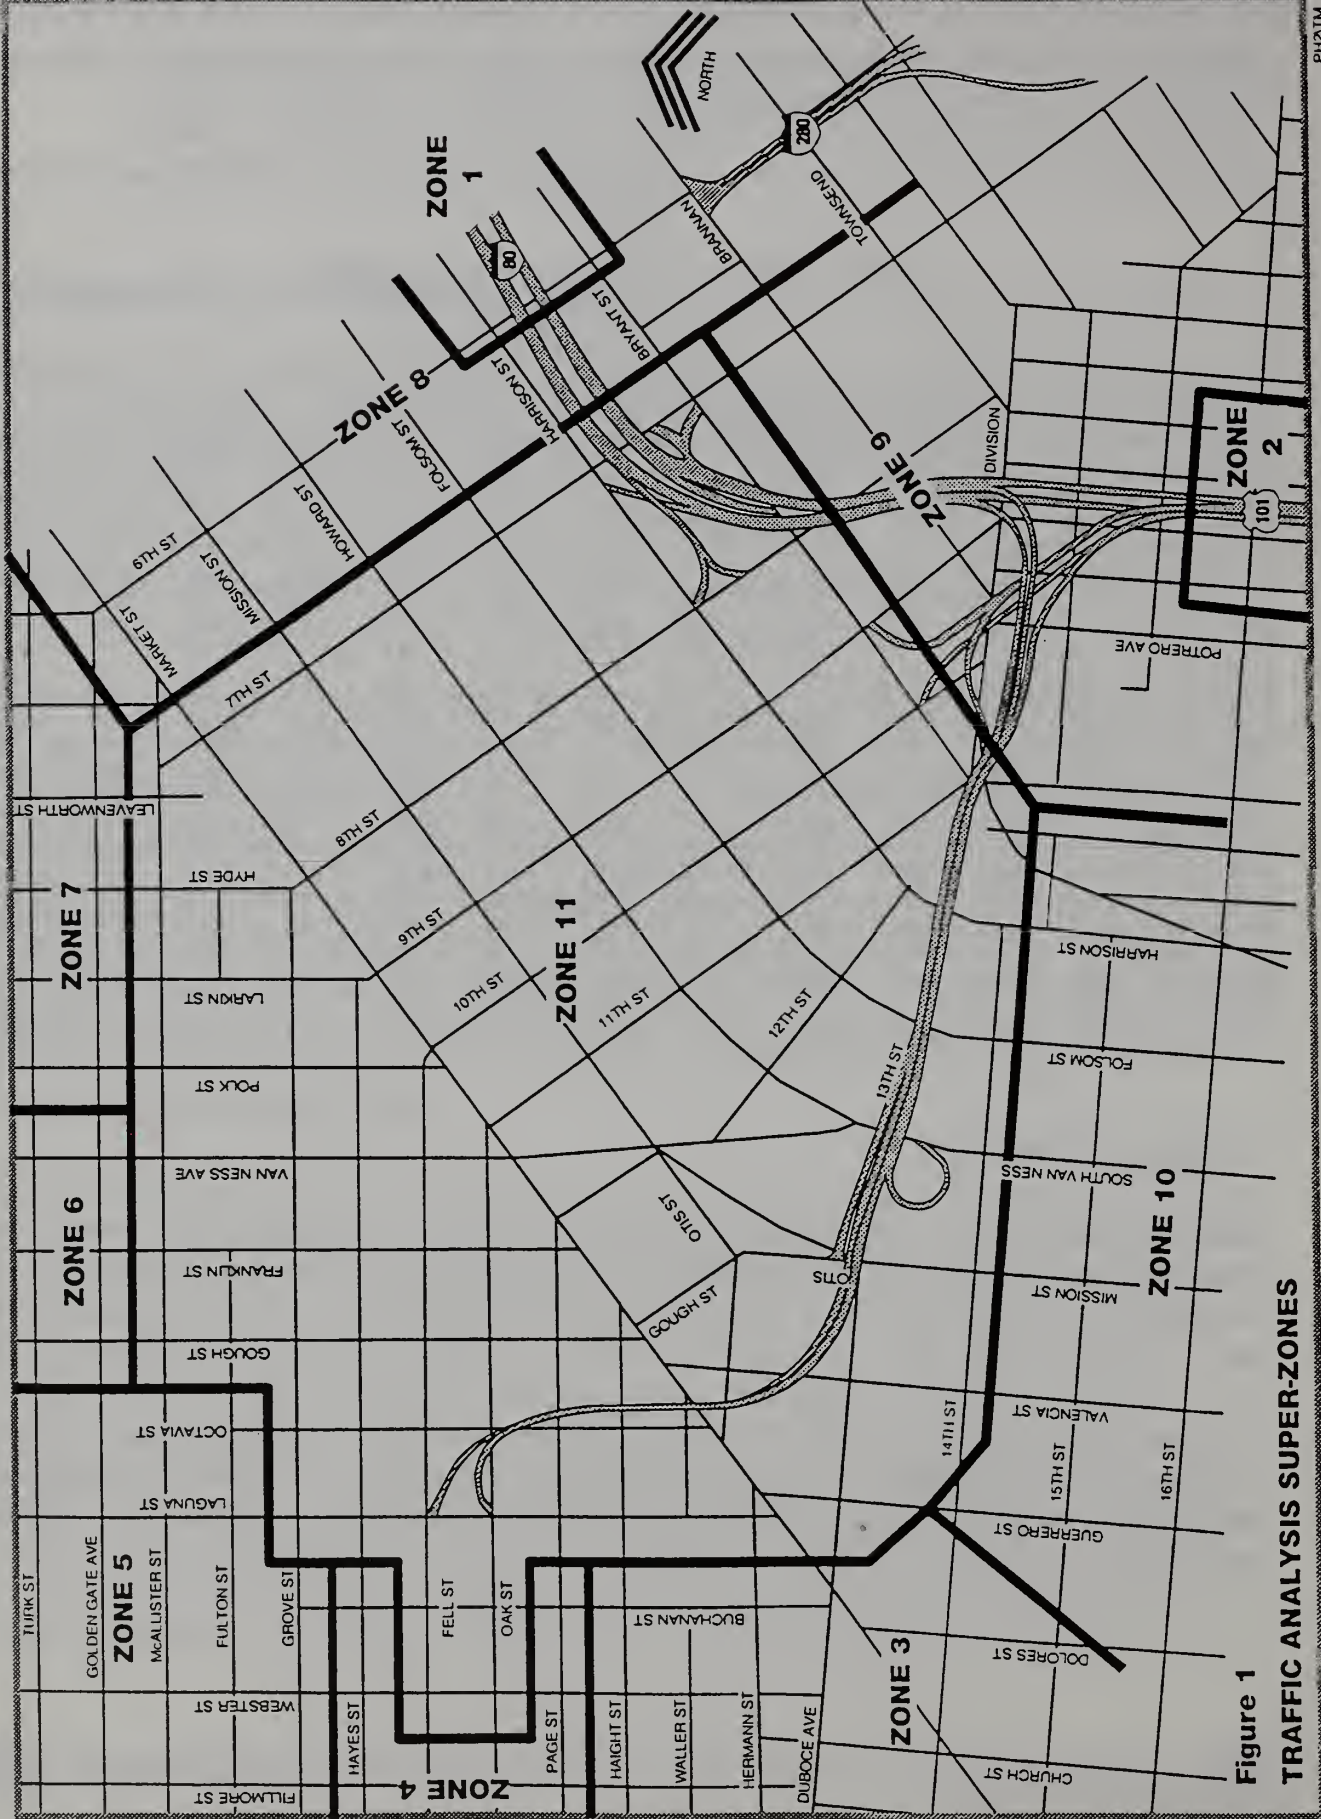 PH2\TM
NORTH
ZONE
1
80
280
ZONE 8
6TH ST
MARKET ST
MISSION ST
HOWARD ST
FOLSOM ST
HARRISON ST
HARRISON ST
BRYANT ST
BRANNAN
TOWNSEND
7TH ST
LEAVENWORTH ST
ZONE 7
HYDE ST
8TH ST
9TH ST
LARKIN ST
10TH ST
ZONE 11
11TH ST
12TH ST
13TH ST
ZONE 9
DIVISION
ZONE
2
101
POTRERO AVE
POLK ST
VAN NESS AVE
ZONE 6
FRANKLIN ST
GOUGH ST
OTIS ST
GOUGH ST
OTIS
HARRISON ST
FOLSOM ST
SOUTH VAN NESS
ZONE 10
MISSION ST
VALENCIA ST
14TH ST
15TH ST
16TH ST
GUERRERO ST
DOLORES ST
CHURCH ST
OCTAVIA ST
LAGUNA ST
TURK ST
GOLDEN GATE AVE
ZONE 5
McALLISTER ST
FULTON ST
GROVE ST
FELL ST
OAK ST
BUCHANAN ST
WEBSTER ST
HAYES ST
PAGE ST
HAIGHT ST
WALLER ST
HERMANN ST
DUBOCE AVE
ZONE 3
FILLMORE ST
ZONE 4
Figure 1
TRAFFIC ANALYSIS SUPER-ZONES